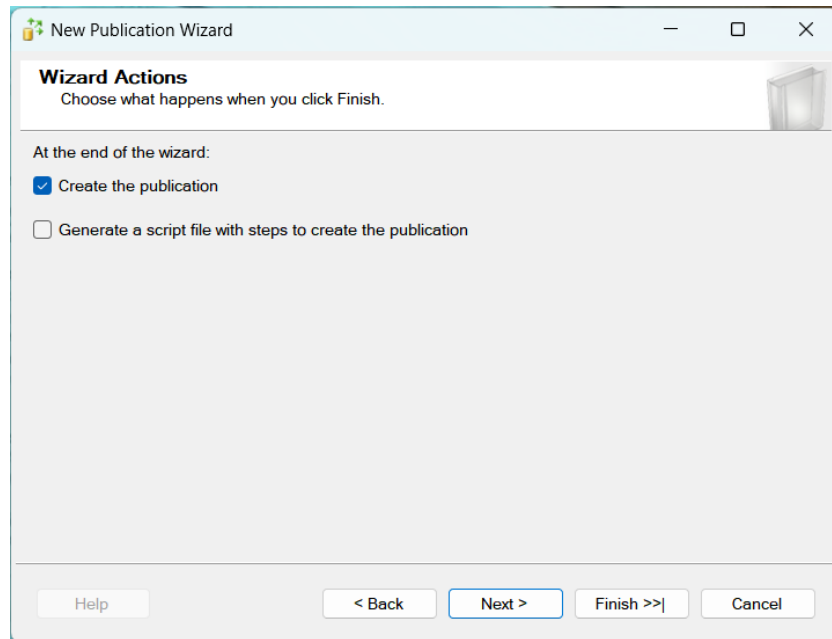 New Publication Wizard
Wizard Actions
Choose what happens when you click Finish.
At the end of the wizard:
Create the publication
Generate a script file with steps to create the publication
Help
< Back
Next >
Finish >>|
Cancel